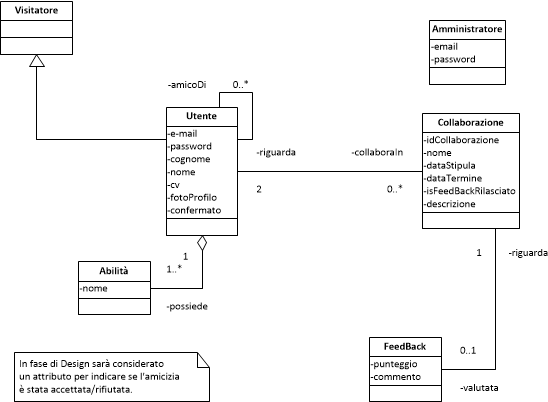 Visitatore
Amministratore
-email
-password
-amicoDi
0..*
Utente
-e-mail
-password
-cognome
-nome
-cv
-fotoProfilo
-confermato
-riguarda
-collaboraIn
2
0..*
Collaborazione
-idCollaborazione
-nome
-dataStipula
-dataTermine
-isFeedBackRilasciato
-descrizione
1
1..*
Abilità
-nome
-possiede
1
-riguarda
FeedBack
-punteggio
-commento
0..1
-valutata
In fase di Design sarà considerato
un attributo per indicare se l'amicizia
è stata accettata/rifiutata.